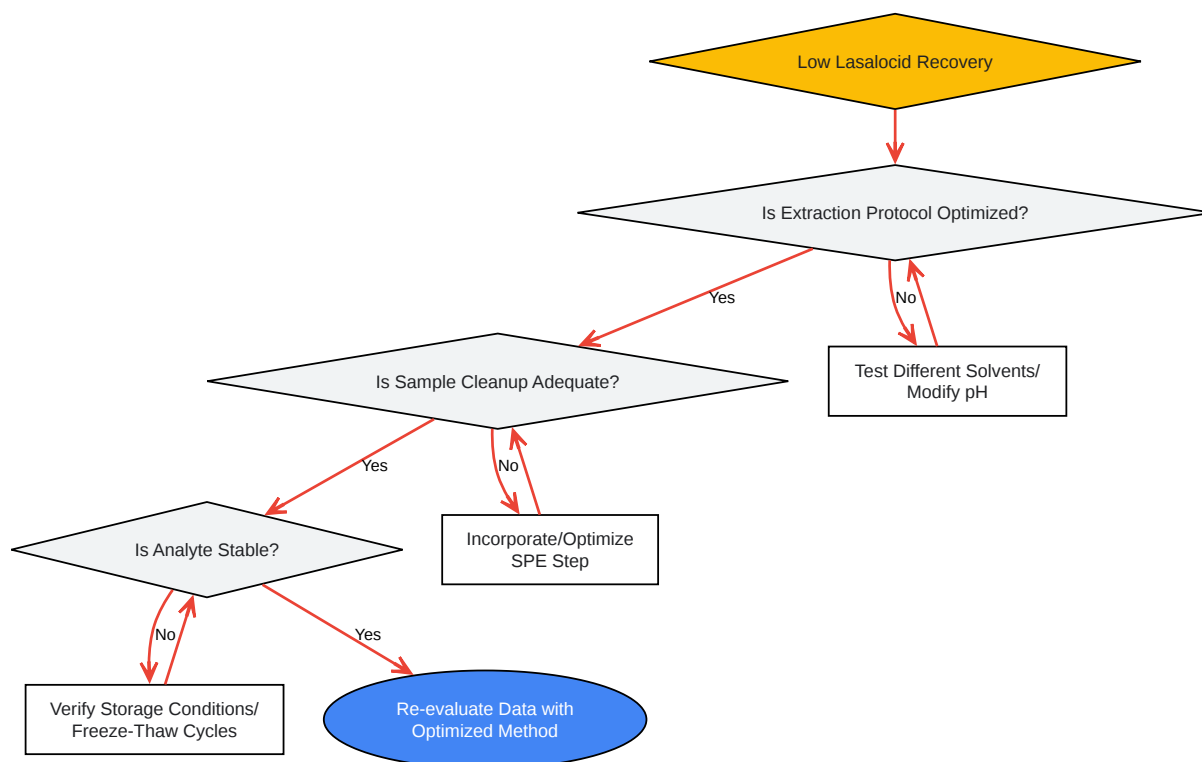 Low Lasalocid Recovery
Is Extraction Protocol Optimized?
Yes
No
Test Different Solvents/
Modify pH
Is Sample Cleanup Adequate?
Yes
No
Incorporate/Optimize
SPE Step
Is Analyte Stable?
No
Yes
Verify Storage Conditions/
Freeze-Thaw Cycles
Re-evaluate Data with
Optimized Method